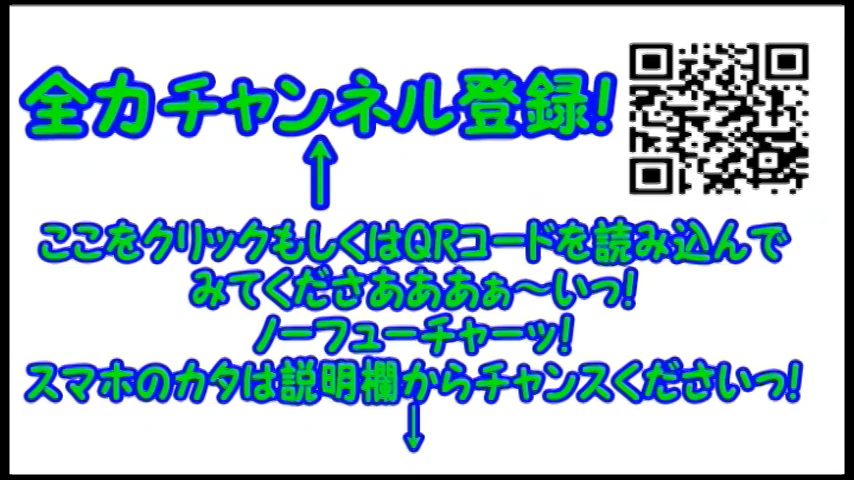 全力チャンネル登録!
↑
ここをクリックもしくはQRコードを読み込んで
みてくださああああぁ～いっ!
ノーフューチャーッ!
スマホのカタは説明欄からチャンスくださいっ!
↓